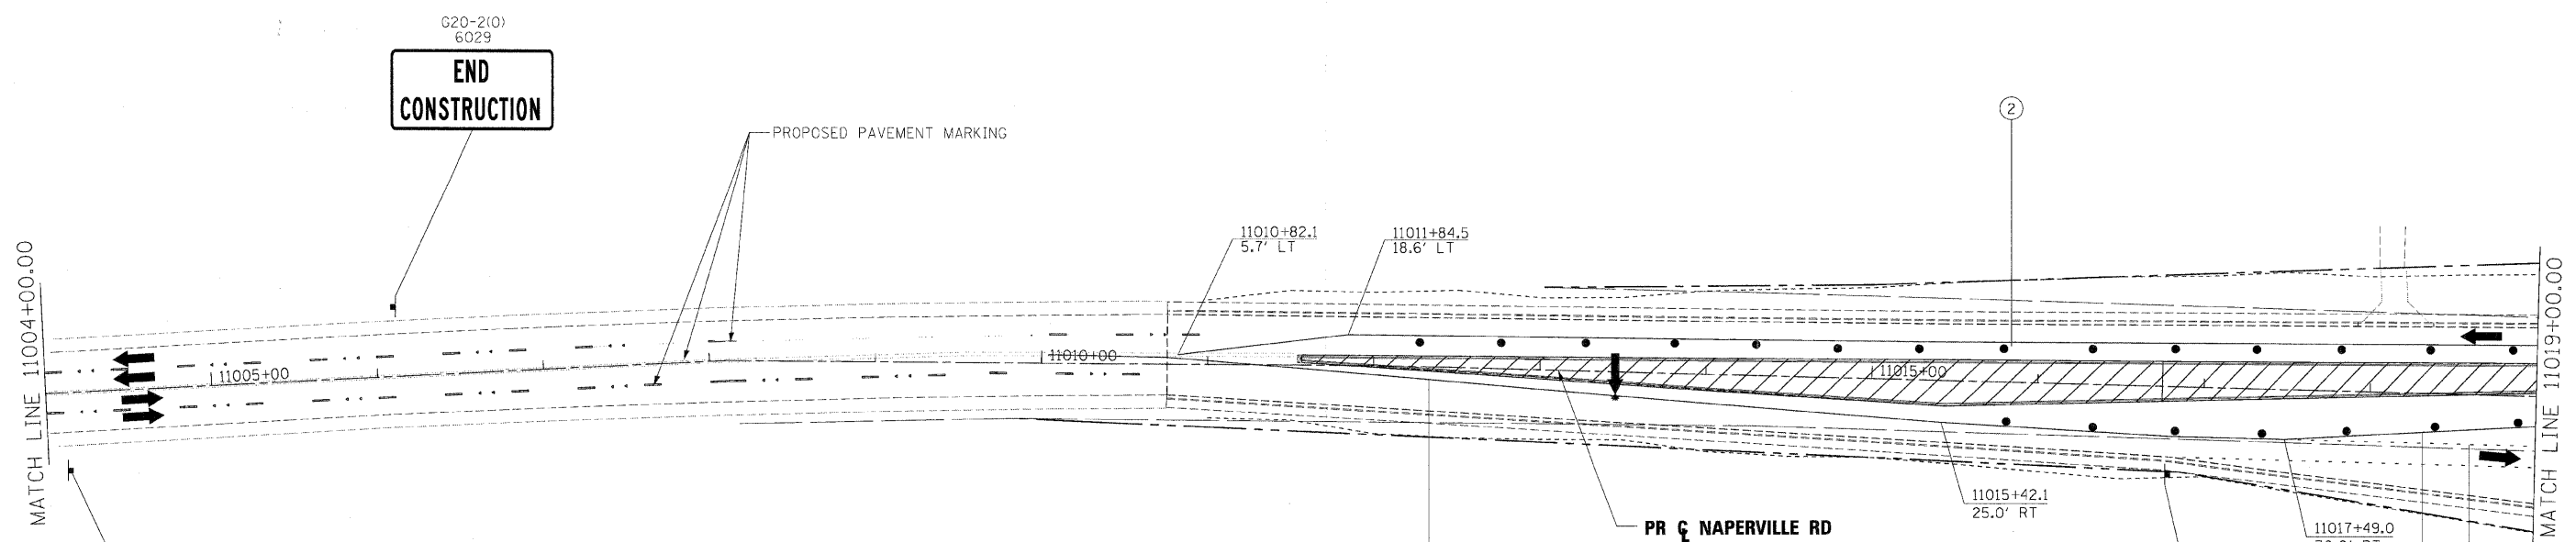 G20-2(O)
6029
END
CONSTRUCTION
PROPOSED PAVEMENT MARKING
2
11010+82.1
5.7' LT
11011+84.5
18.6' LT
MATCH LINE 11004+00.00
MATCH LINE 11019+00.00
11005+00
11010+00
11015+00
11015+42.1
25.0' RT
PR ℄ NAPERVILLE RD
11017+49.0